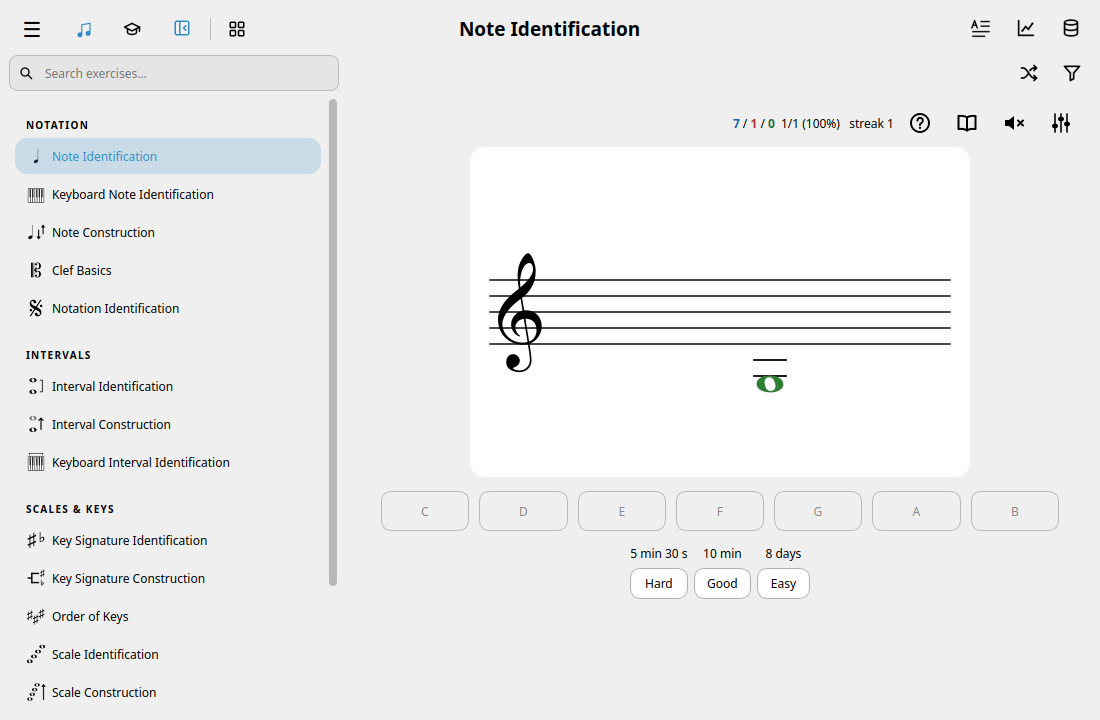 Note Identification
Search exercises...
7 / 1 / 0 1/1 (100%) streak 1
NOTATION
Note Identification
Keyboard Note Identification
Note Construction
Clef Basics
Notation Identification
INTERVALS
Interval Identification
Interval Construction
Keyboard Interval Identification
SCALES & KEYS
Key Signature Identification
Key Signature Construction
Order of Keys
Scale Identification
Scale Construction
C D E F G A B
5 min 30 s 10 min 8 days
Hard Good Easy